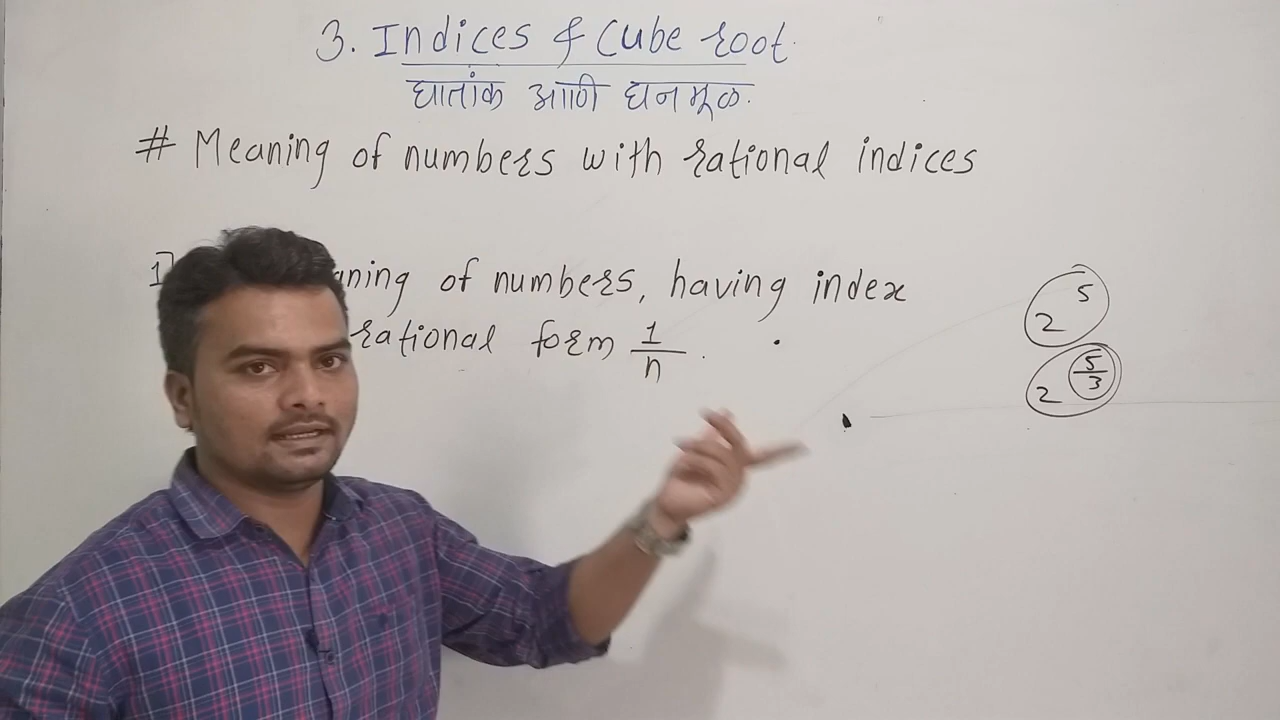 3. Indices & Cube root.
घातांक आणि घनमूळ.
# Meaning of numbers with rational indices
1] of numbers, having index
rational form 1/n.
2^5
2^5/3